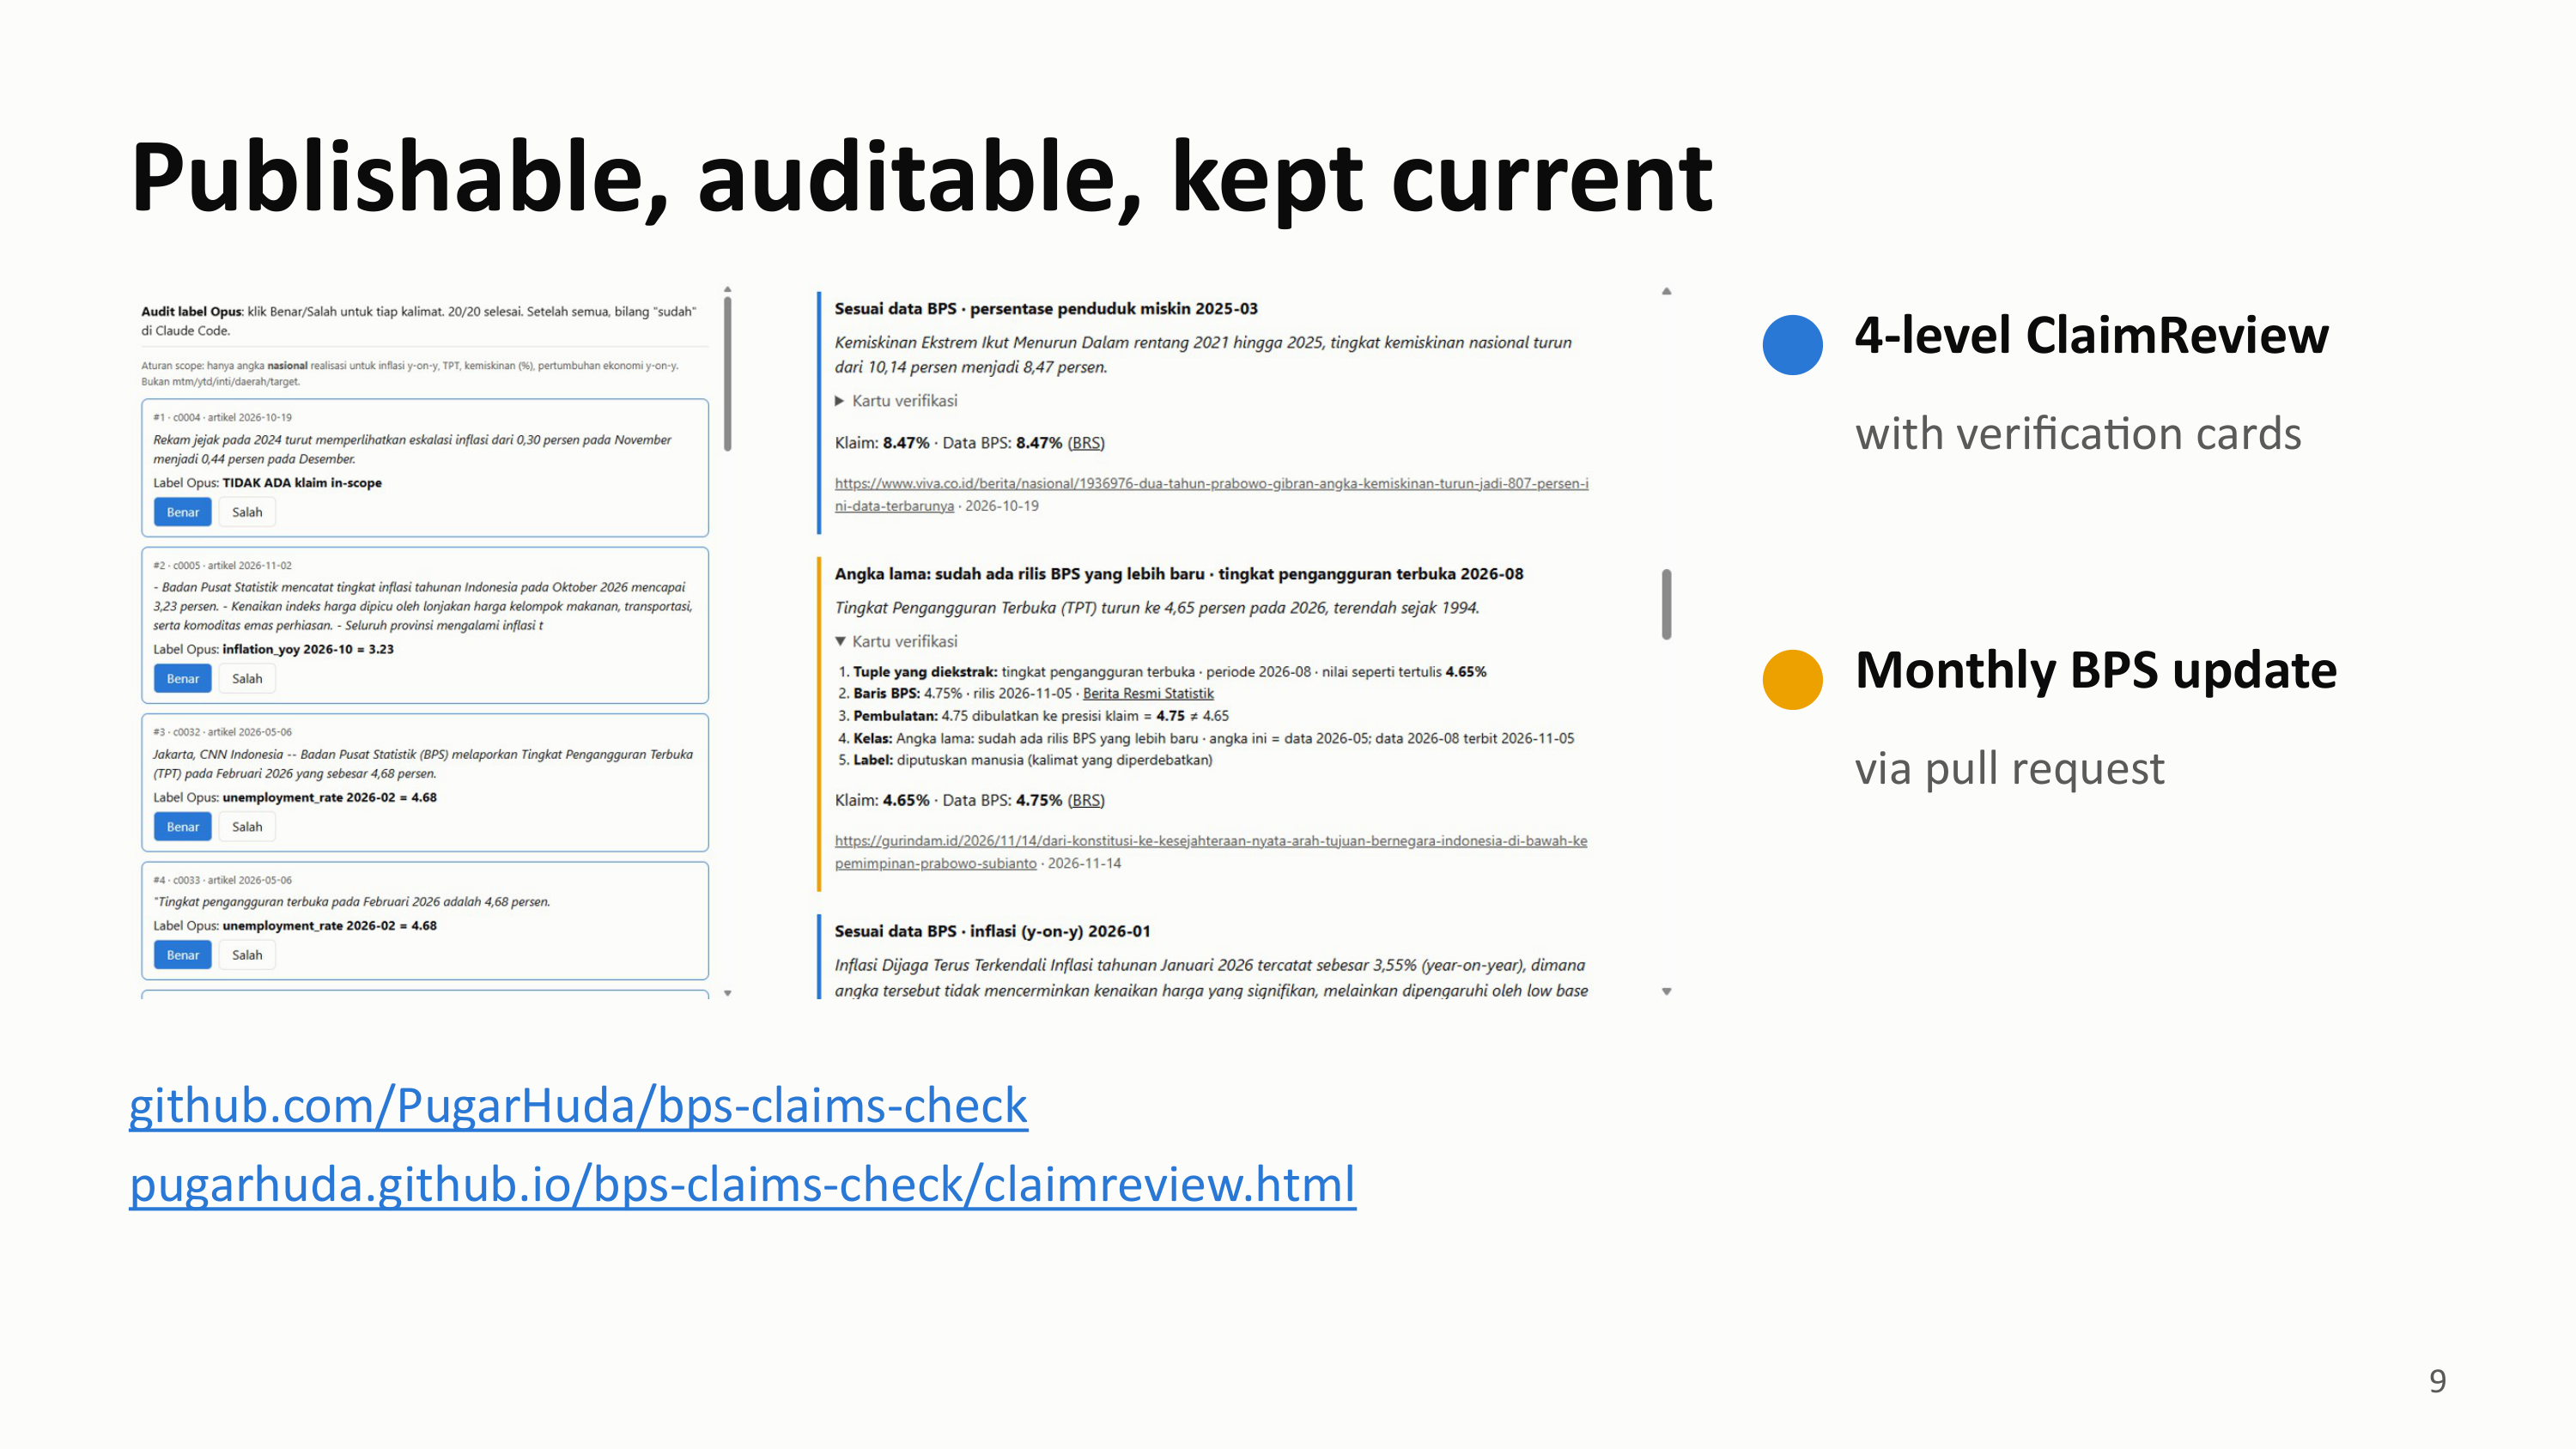 Publishable, auditable, kept current
Audit label Opus: klik Benar/Salah untuk tiap kalimat. 20/20 selesai. Setelah semua, bilang "sudah"
di Claude Code.
Aturan scope: hanya angka nasional realisasi untuk inflasi y-on-y, TPT, kemiskinan (%), pertumbuhan ekonomi y-on-y.
Bukan mtm/ytd/inti/daerah/target.
#1 · c0004 · artikel 2026-10-19
Rekam jejak pada 2024 turut memperlihatkan eskalasi inflasi dari 0,30 persen pada November
menjadi 0,44 persen pada Desember.
Label Opus: TIDAK ADA klaim in-scope
Benar Salah
#2 · c0005 · artikel 2026-11-02
- Badan Pusat Statistik mencatat tingkat inflasi tahunan Indonesia pada Oktober 2026 mencapai
3,23 persen. - Kenaikan indeks harga dipicu oleh lonjakan harga kelompok makanan, transportasi,
serta komoditas emas perhiasan. - Seluruh provinsi mengalami inflasi t
Label Opus: inflation_yoy 2026-10 = 3.23
Benar Salah
#3 · c0032 · artikel 2026-05-06
Jakarta, CNN Indonesia -- Badan Pusat Statistik (BPS) melaporkan Tingkat Pengangguran Terbuka
(TPT) pada Februari 2026 yang sebesar 4,68 persen.
Label Opus: unemployment_rate 2026-02 = 4.68
Benar Salah
#4 · c0033 · artikel 2026-05-06
"Tingkat pengangguran terbuka pada Februari 2026 adalah 4,68 persen.
Label Opus: unemployment_rate 2026-02 = 4.68
Benar Salah
Sesuai data BPS · persentase penduduk miskin 2025-03
Kemiskinan Ekstrem Ikut Menurun Dalam rentang 2021 hingga 2025, tingkat kemiskinan nasional turun
dari 10,14 persen menjadi 8,47 persen.
▶ Kartu verifikasi
Klaim: 8.47% · Data BPS: 8.47% (BRS)
https://www.viva.co.id/berita/nasional/1936976-dua-tahun-prabowo-gibran-angka-kemiskinan-turun-jadi-807-persen-i
ni-data-terbarunya · 2026-10-19
Angka lama: sudah ada rilis BPS yang lebih baru · tingkat pengangguran terbuka 2026-08
Tingkat Pengangguran Terbuka (TPT) turun ke 4,65 persen pada 2026, terendah sejak 1994.
▼ Kartu verifikasi
1. Tuple yang diekstrak: tingkat pengangguran terbuka · periode 2026-08 · nilai seperti tertulis 4.65%
2. Baris BPS: 4.75% · rilis 2026-11-05 · Berita Resmi Statistik
3. Pembulatan: 4.75 dibulatkan ke presisi klaim = 4.75 ≠ 4.65
4. Kelas: Angka lama: sudah ada rilis BPS yang lebih baru · angka ini = data 2026-05; data 2026-08 terbit 2026-11-05
5. Label: diputuskan manusia (kalimat yang diperdebatkan)
Klaim: 4.65% · Data BPS: 4.75% (BRS)
https://gurindam.id/2026/11/14/dari-konstitusi-ke-kesejahteraan-nyata-arah-tujuan-bernegara-indonesia-di-bawah-ke
pemimpinan-prabowo-subianto · 2026-11-14
Sesuai data BPS · inflasi (y-on-y) 2026-01
Inflasi Dijaga Terus Terkendali Inflasi tahunan Januari 2026 tercatat sebesar 3,55% (year-on-year), dimana
angka tersebut tidak mencerminkan kenaikan harga yang signifikan, melainkan dipengaruhi oleh low base
4-level ClaimReview
with verification cards
Monthly BPS update
via pull request
github.com/PugarHuda/bps-claims-check
pugarhuda.github.io/bps-claims-check/claimreview.html
9